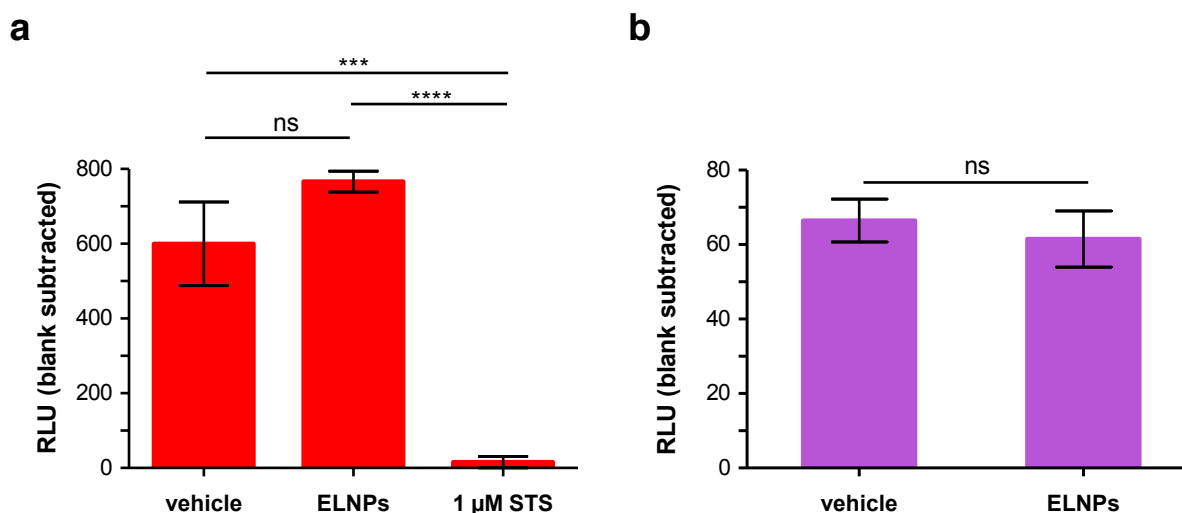 a
***
****
ns
800
600
400
200
0
RLU (blank subtracted)
vehicle ELNPs 1 µM STS
b
ns
80
60
40
20
0
RLU (blank subtracted)
vehicle ELNPs